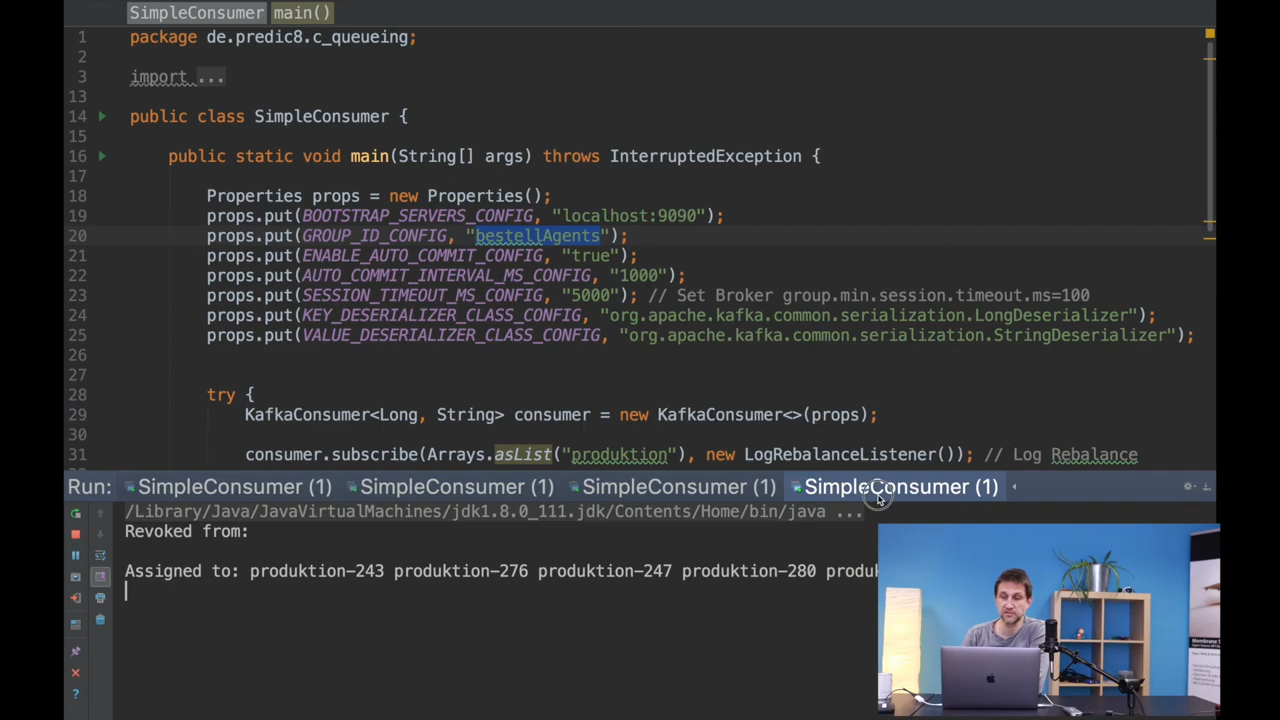 SimpleConsumer main()
1 package de.predic8.c_queueing;
2
3 import ...
13
14 public class SimpleConsumer {
15
16 public static void main(String[] args) throws InterruptedException {
17
18 Properties props = new Properties();
19 props.put(BOOTSTRAP_SERVERS_CONFIG, "localhost:9090");
20 props.put(GROUP_ID_CONFIG, "bestellAgents");
21 props.put(ENABLE_AUTO_COMMIT_CONFIG, "true");
22 props.put(AUTO_COMMIT_INTERVAL_MS_CONFIG, "1000");
23 props.put(SESSION_TIMEOUT_MS_CONFIG, "5000"); // Set Broker group.min.session.timeout.ms=100
24 props.put(KEY_DESERIALIZER_CLASS_CONFIG, "org.apache.kafka.common.serialization.LongDeserializer");
25 props.put(VALUE_DESERIALIZER_CLASS_CONFIG, "org.apache.kafka.common.serialization.StringDeserializer");
26
27
28 try {
29 KafkaConsumer<Long, String> consumer = new KafkaConsumer<>(props);
30
31 consumer.subscribe(Arrays.asList("produktion"), new LogRebalanceListener()); // Log Rebalance
Run: SimpleConsumer (1) SimpleConsumer (1) SimpleConsumer (1) SimpleConsumer (1)
/Library/Java/JavaVirtualMachines/jdk1.8.0_111.jdk/Contents/Home/bin/java ...
Revoked from:
Assigned to: produktion-243 produktion-276 produktion-247 produktion-280 produk
Membrane S